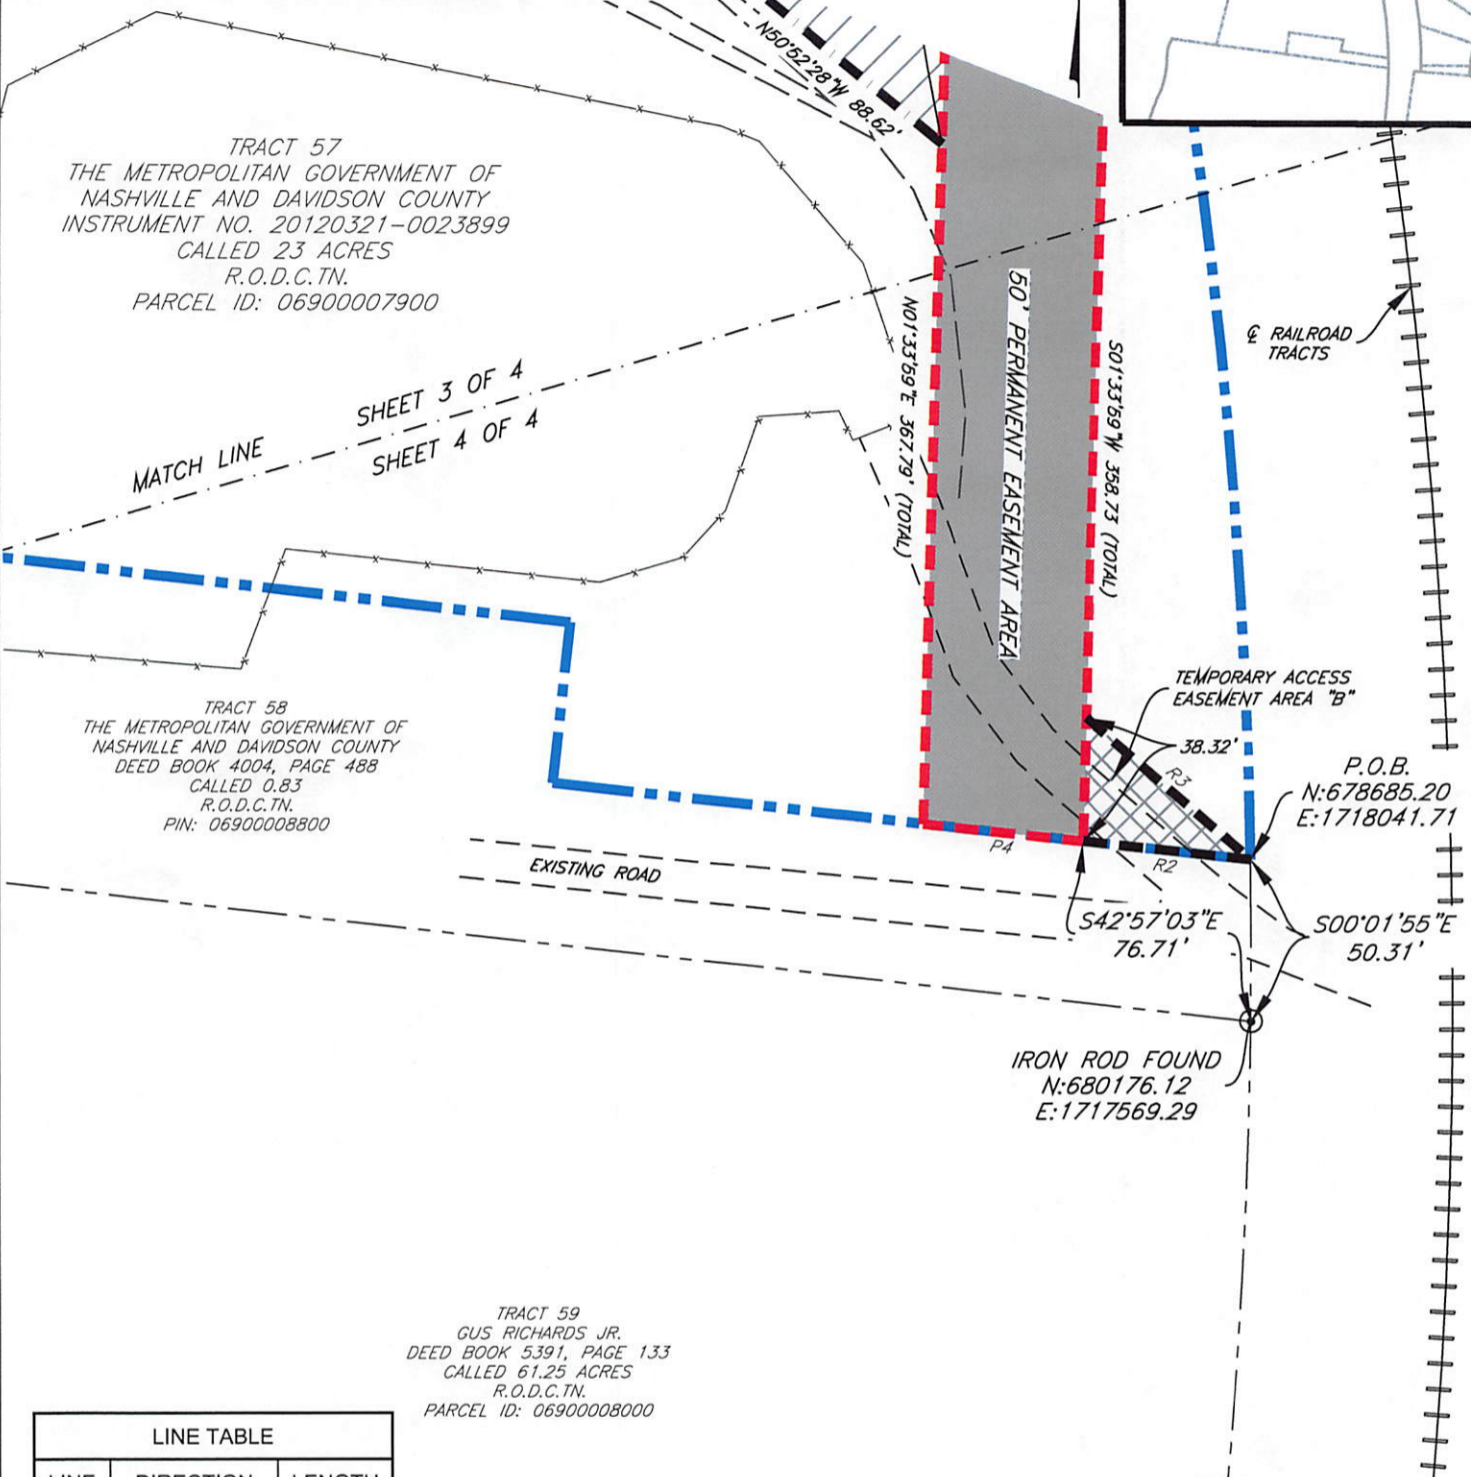 N50°52'28"W 88.62'
TRACT 57
THE METROPOLITAN GOVERNMENT OF
NASHVILLE AND DAVIDSON COUNTY
INSTRUMENT NO. 20120321-0023899
CALLED 23 ACRES
R.O.D.C.TN.
PARCEL ID: 06900007900
℄ RAILROAD
TRACTS
N01°33'59"E 367.79' (TOTAL)
50' PERMANENT EASEMENT AREA
S01°33'59"W 358.73 (TOTAL)
SHEET 3 OF 4
MATCH LINE
SHEET 4 OF 4
TEMPORARY ACCESS
EASEMENT AREA "B"
38.32'
R3
P.O.B.
N:678685.20
E:1718041.71
TRACT 58
THE METROPOLITAN GOVERNMENT OF
NASHVILLE AND DAVIDSON COUNTY
DEED BOOK 4004, PAGE 488
CALLED 0.83
R.O.D.C.TN.
PIN: 06900008800
P4
R2
EXISTING ROAD
S42°57'03"E
76.71'
S00°01'55"E
50.31'
IRON ROD FOUND
N:680176.12
E:1717569.29
TRACT 59
GUS RICHARDS JR.
DEED BOOK 5391, PAGE 133
CALLED 61.25 ACRES
R.O.D.C.TN.
PARCEL ID: 06900008000
LINE TABLE
LINE DIRECTION LENGTH